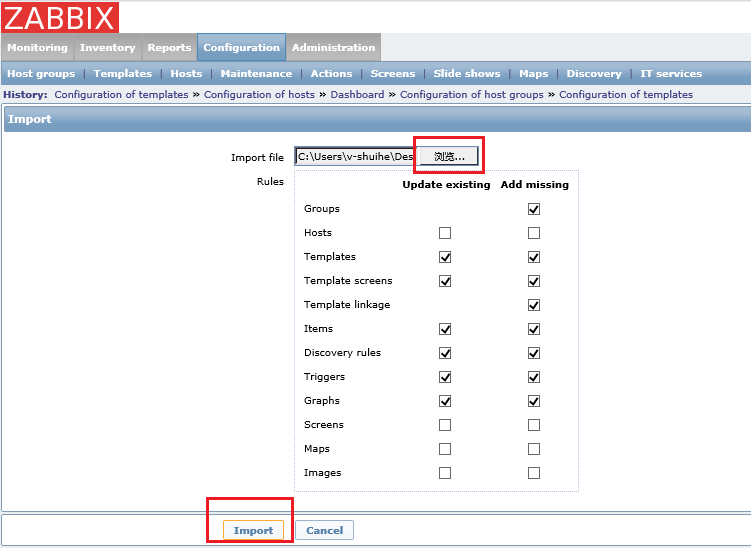 ZABBIX
Monitoring Inventory Reports Configuration Administration
Host groups | Templates | Hosts | Maintenance | Actions | Screens | Slide shows | Maps | Discovery | IT services
History: Configuration of templates » Configuration of hosts » Dashboard » Configuration of host groups » Configuration of templates
Import
Import file C:\Users\v-shuihe\Des 浏览...
Rules
Update existing Add missing
Groups
Hosts
Templates
Template screens
Template linkage
Items
Discovery rules
Triggers
Graphs
Screens
Maps
Images
Import Cancel